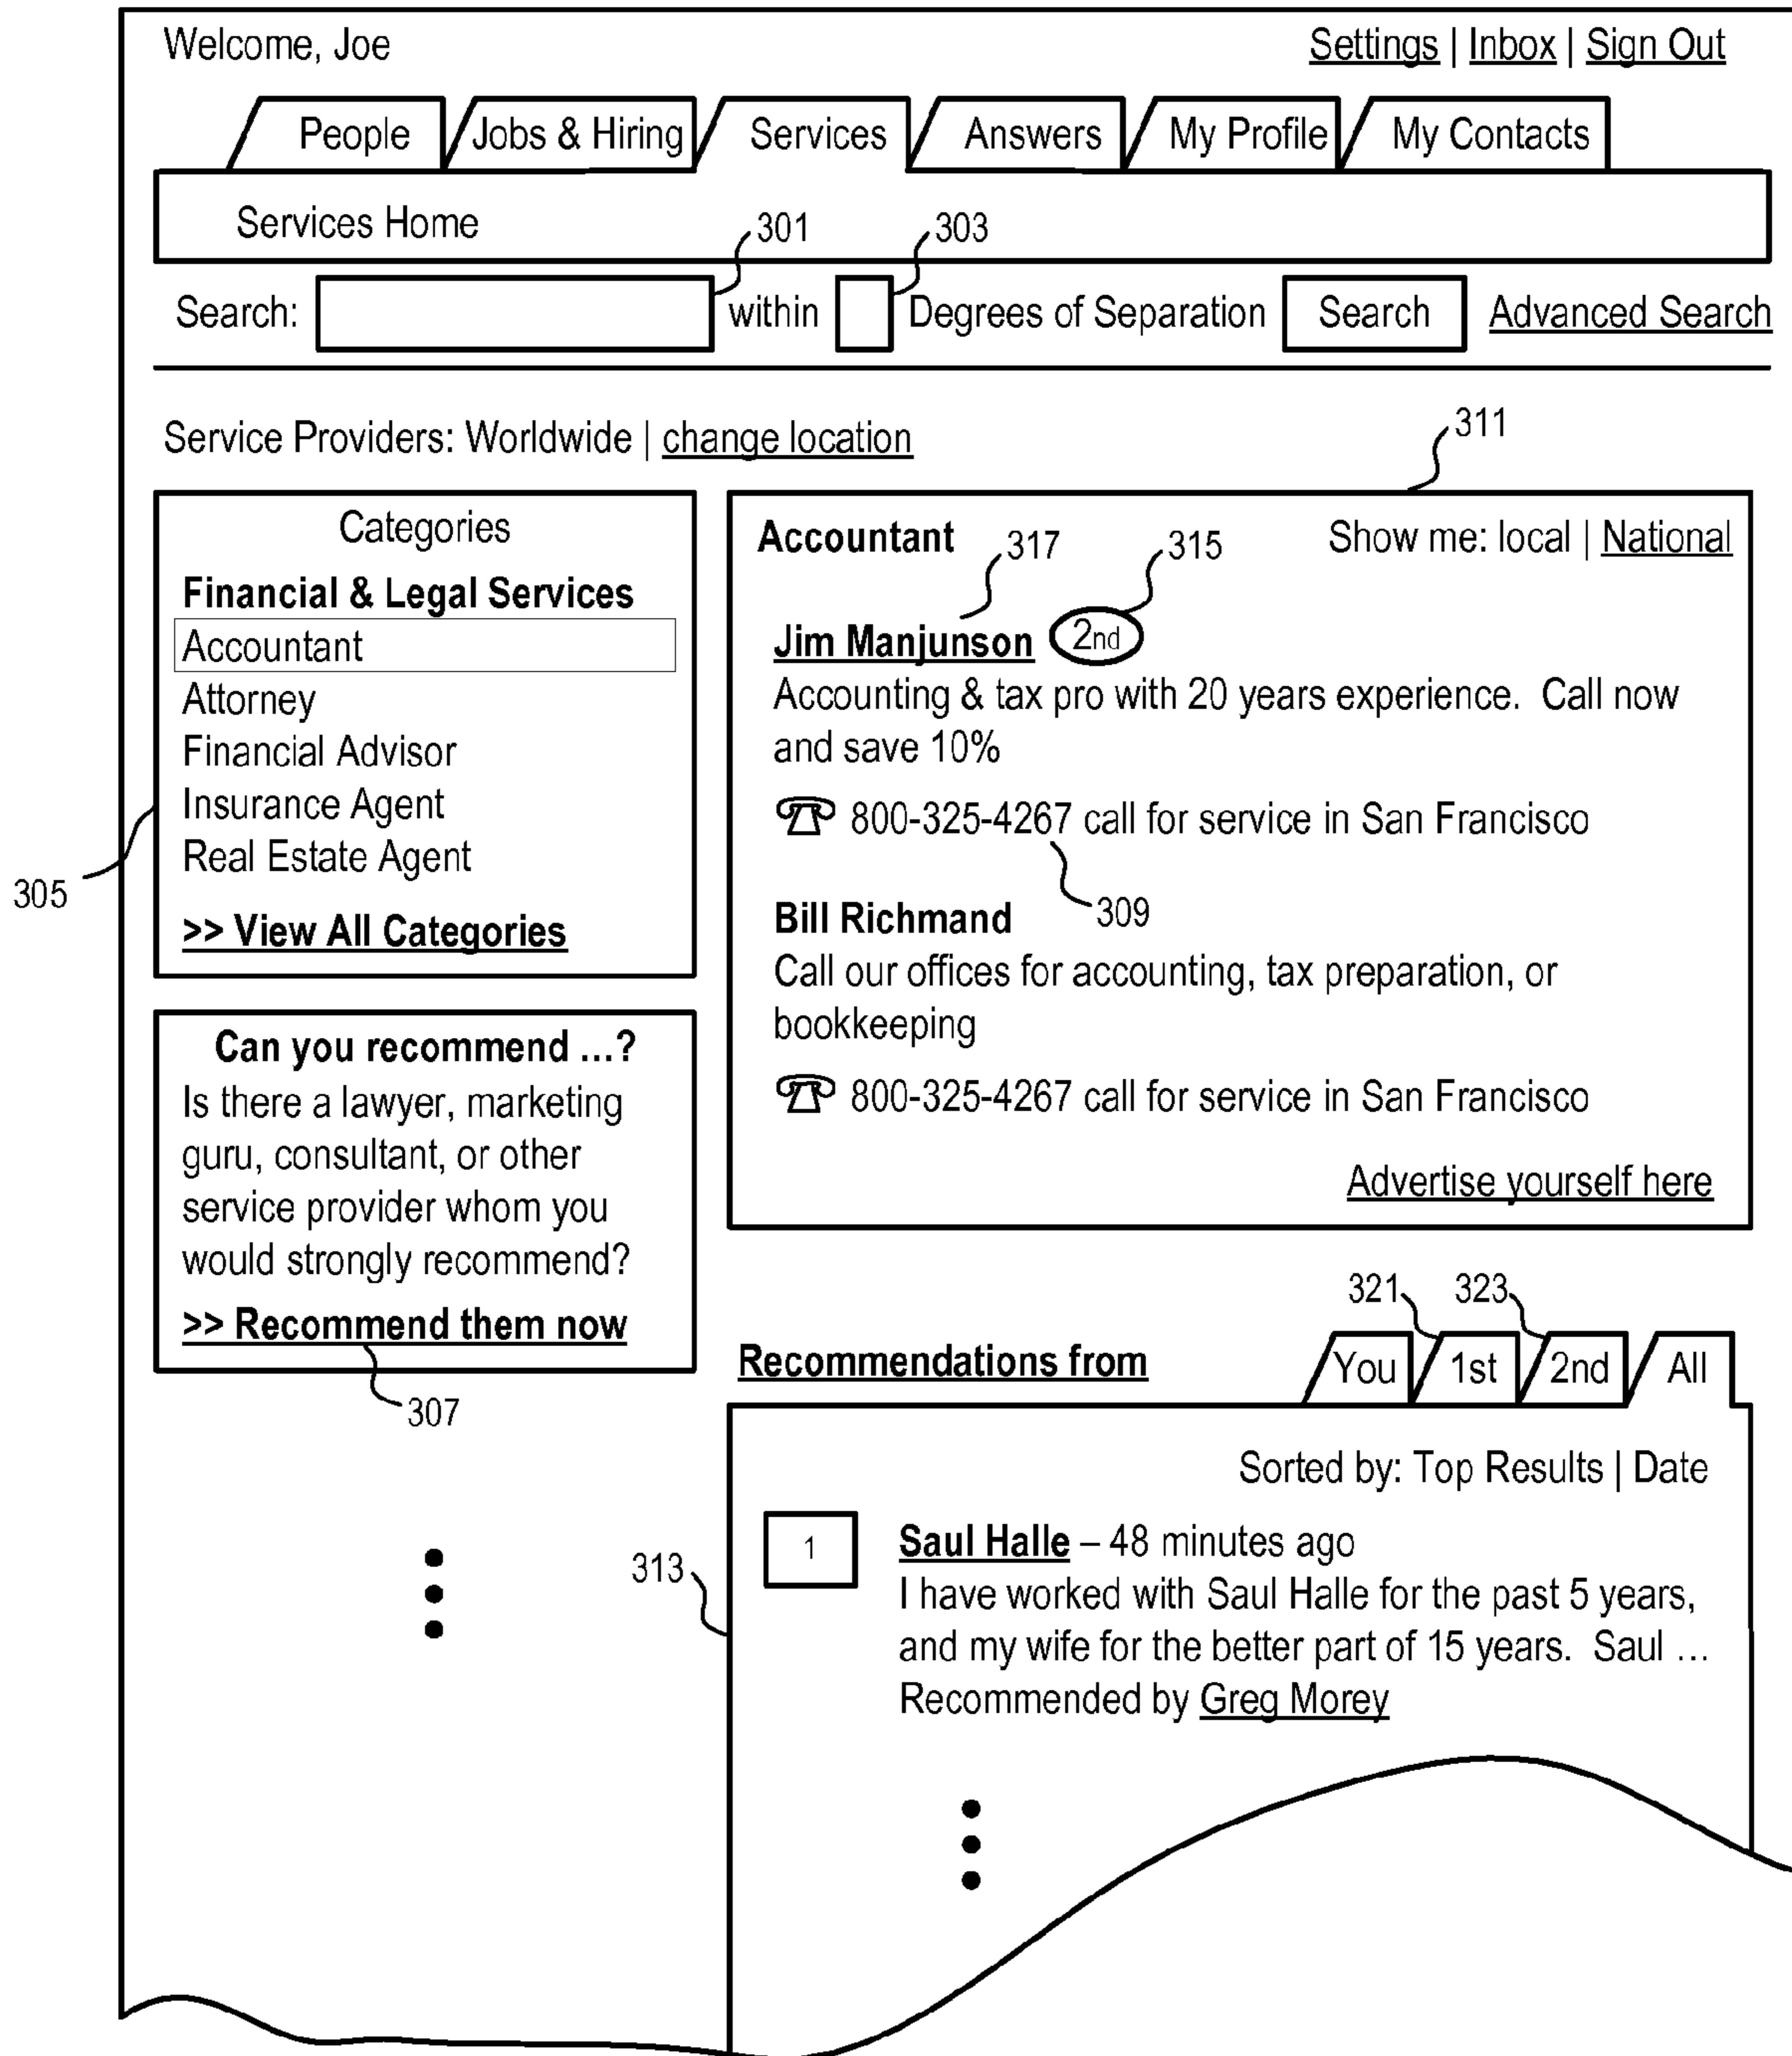 Welcome, Joe
Settings | Inbox | Sign Out
People
Jobs & Hiring
Services
Answers
My Profile
My Contacts
Services Home
301
303
Search:
within
Degrees of Separation
Search
Advanced Search
Service Providers: Worldwide | change location
311
Categories
Financial & Legal Services
Accountant
Attorney
Financial Advisor
Insurance Agent
Real Estate Agent
>> View All Categories
305
Accountant
317
315
Show me: local | National
Jim Manjunson
2nd
Accounting & tax pro with 20 years experience. Call now
and save 10%
800-325-4267 call for service in San Francisco
309
Bill Richmand
Call our offices for accounting, tax preparation, or
bookkeeping
800-325-4267 call for service in San Francisco
Advertise yourself here
Can you recommend ...?
Is there a lawyer, marketing
guru, consultant, or other
service provider whom you
would strongly recommend?
>> Recommend them now
307
321
323
Recommendations from
You
1st
2nd
All
Sorted by: Top Results | Date
313
1
Saul Halle – 48 minutes ago
I have worked with Saul Halle for the past 5 years,
and my wife for the better part of 15 years. Saul ...
Recommended by Greg Morey